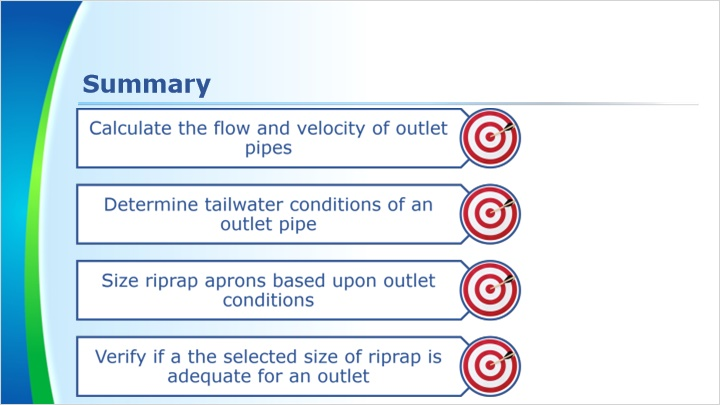 Summary
Calculate the flow and velocity of outlet
pipes
Determine tailwater conditions of an
outlet pipe
Size riprap aprons based upon outlet
conditions
Verify if a the selected size of riprap is
adequate for an outlet